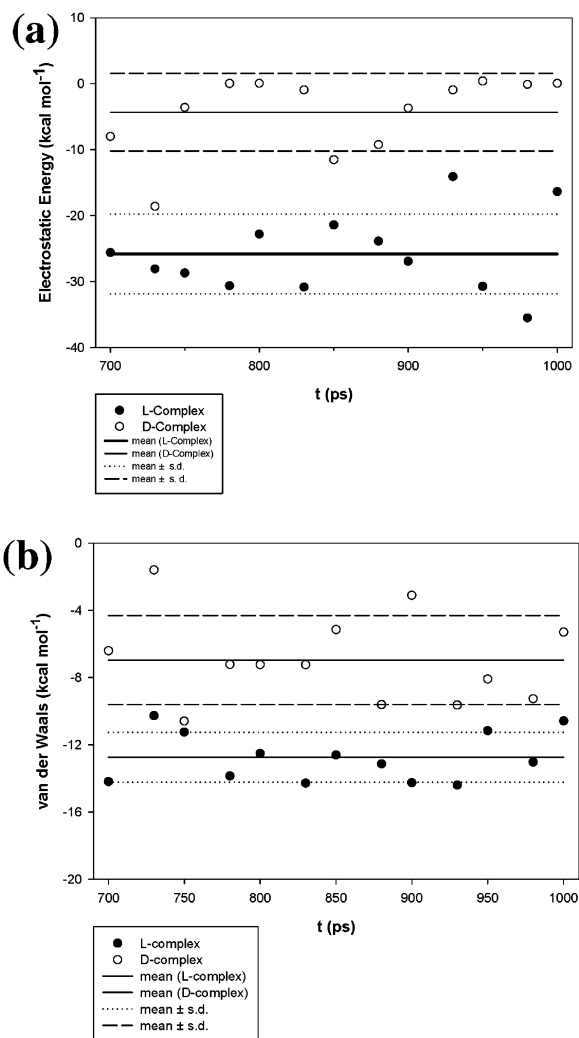 (a)
Electrostatic Energy (kcal mol-1)
10
0
-10
-20
-30
-40
700
800
900
1000
t (ps)
L-Complex
D-Complex
mean (L-Complex)
mean (D-Complex)
mean ± s.d.
mean ± s. d.
(b)
van der Waals (kcal mol-1)
0
-4
-8
-12
-16
-20
700
750
800
850
900
950
1000
t (ps)
L-complex
D-complex
mean (L-complex)
mean (D-complex)
mean ± s.d.
mean ± s.d.